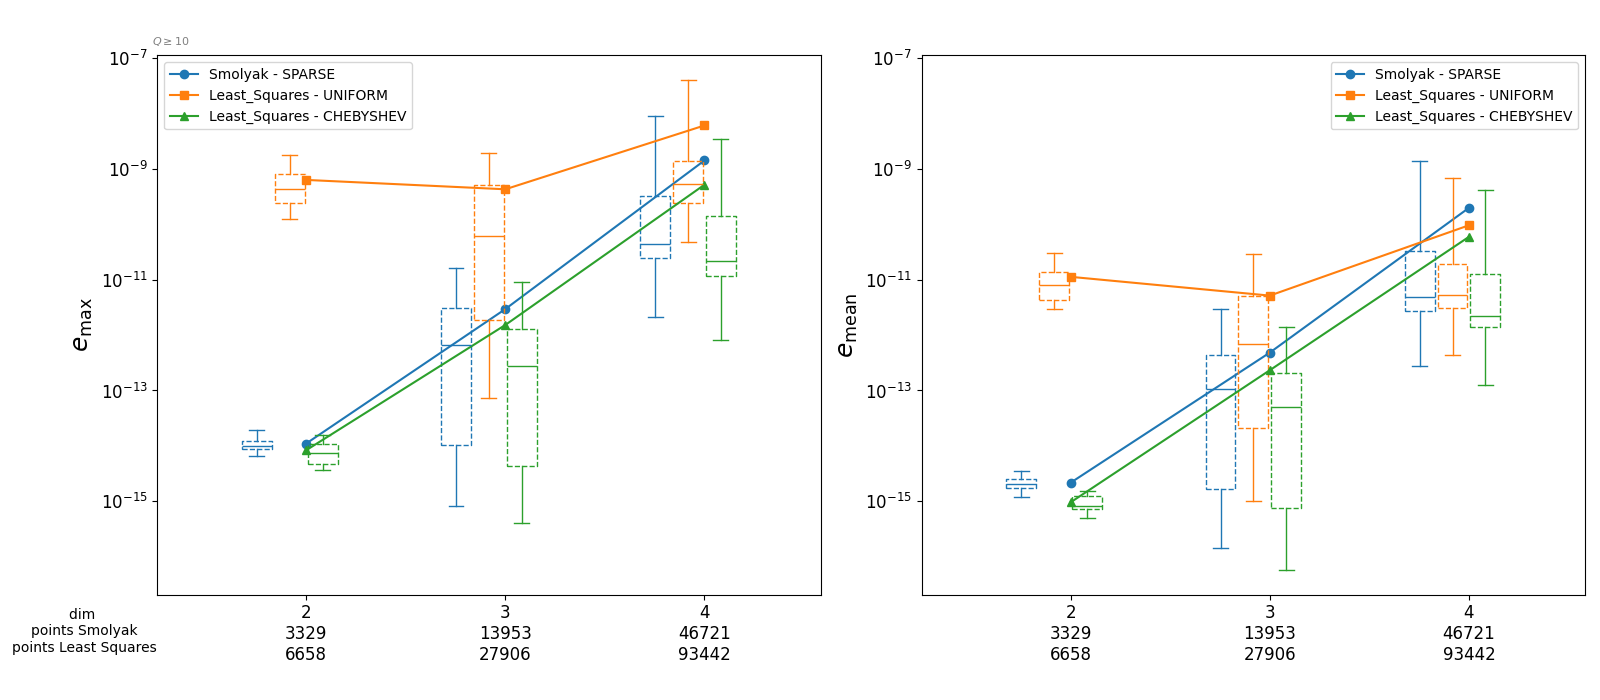 Q ≥ 10
10⁻⁷
10⁻⁹
10⁻¹¹
10⁻¹³
10⁻¹⁵
e_max
Smolyak - SPARSE
Least_Squares - UNIFORM
Least_Squares - CHEBYSHEV
dim
points Smolyak
points Least Squares
2
3329
6658
3
13953
27906
4
46721
93442
10⁻⁷
10⁻⁹
10⁻¹¹
10⁻¹³
10⁻¹⁵
e_mean
Smolyak - SPARSE
Least_Squares - UNIFORM
Least_Squares - CHEBYSHEV
2
3329
6658
3
13953
27906
4
46721
93442